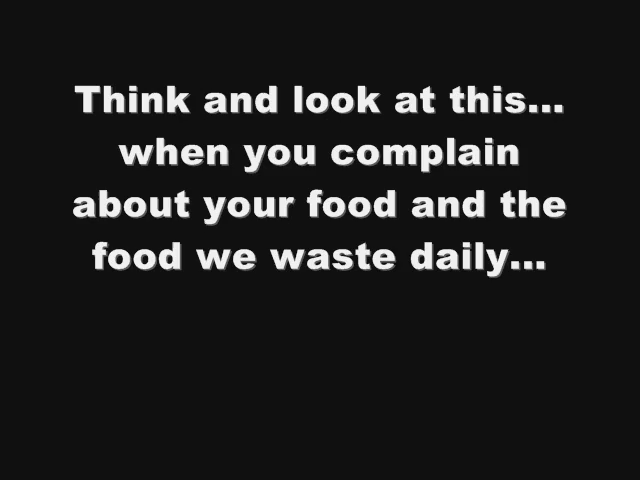 Think and look at this...
when you complain
about your food and the
food we waste daily...